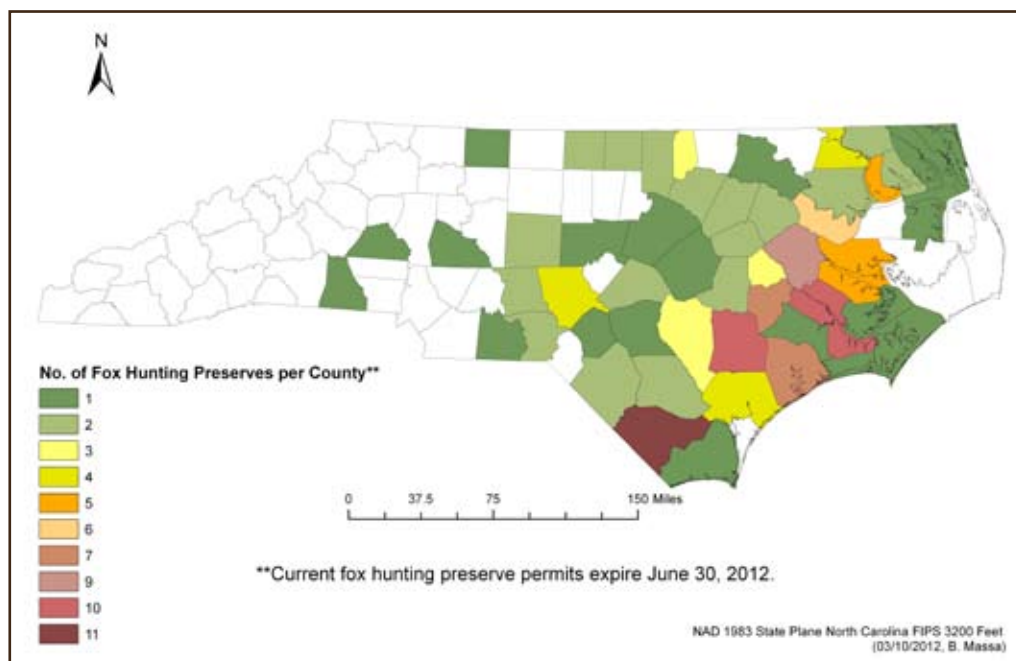 N
No. of Fox Hunting Preserves per County**
1
2
3
4
5
6
7
9
10
11
0 37.5 75 150 Miles
**Current fox hunting preserve permits expire June 30, 2012.
NAD 1983 State Plane North Carolina FIPS 3200 Feet
(03/10/2012, B. Massa)